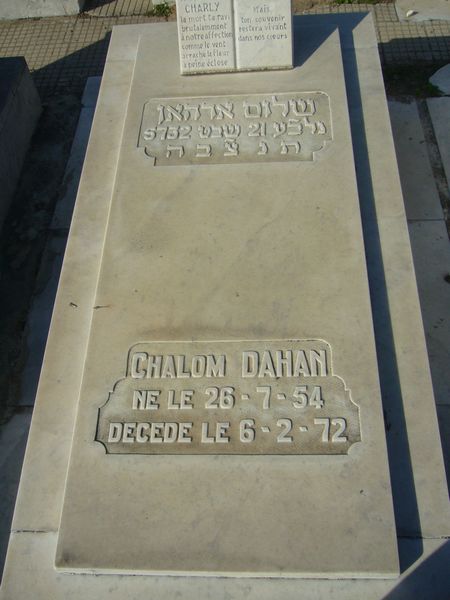 CHARLY
la mort t'a ravi
brutalement
à notre affection
comme le vent
arrache la fleur
à peine éclose
Mais,
ton souvenir
restera vivant
dans nos cœurs
שלום דאהאן
נלב״ע 21 שבט 5732
ת נ צ ב ה
CHALOM DAHAN
NE LE 26-7-54
DECEDE LE 6-2-72